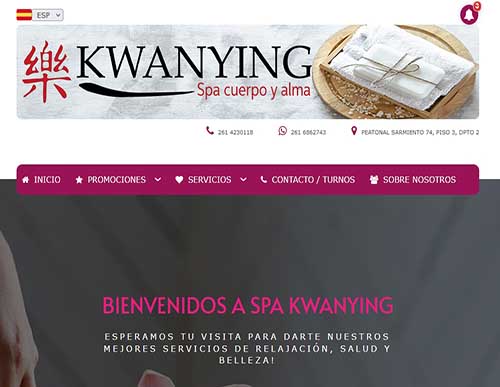 ESP
3
樂 KWANYING
Spa cuerpo y alma
261 4230118 261 6862743 PEATONAL SARMIENTO 74, PISO 3, DPTO 2
INICIO PROMOCIONES SERVICIOS CONTACTO / TURNOS SOBRE NOSOTROS
BIENVENIDOS A SPA KWANYING
ESPERAMOS TU VISITA PARA DARTE NUESTROS
MEJORES SERVICIOS DE RELAJACIÓN, SALUD Y
BELLEZA!